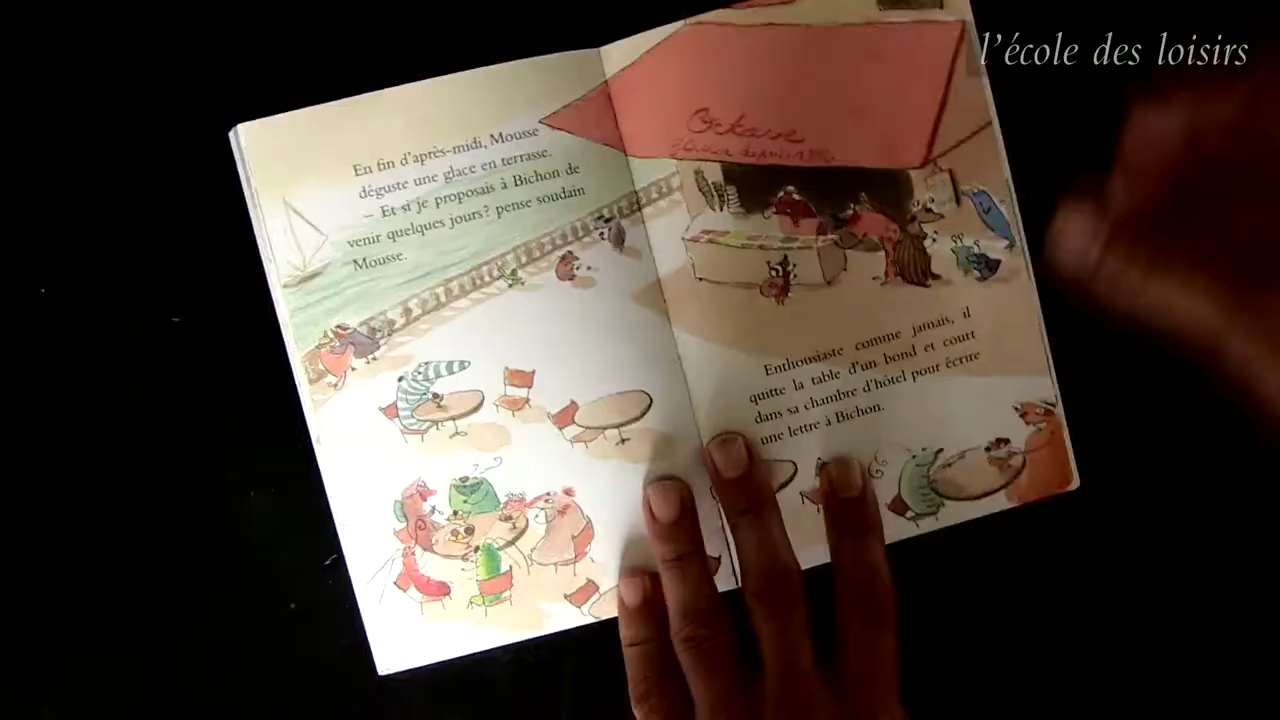 l'école des loisirs
En fin d'après-midi, Mousse
déguste une glace en terrasse.
– Et si je proposais à Bichon de
venir quelques jours? pense soudain
Mousse.
Octave
depuis
Enthousiaste comme jamais, il
quitte la table d'un bond et court
dans sa chambre d'hôtel pour écrire
une lettre à Bichon.